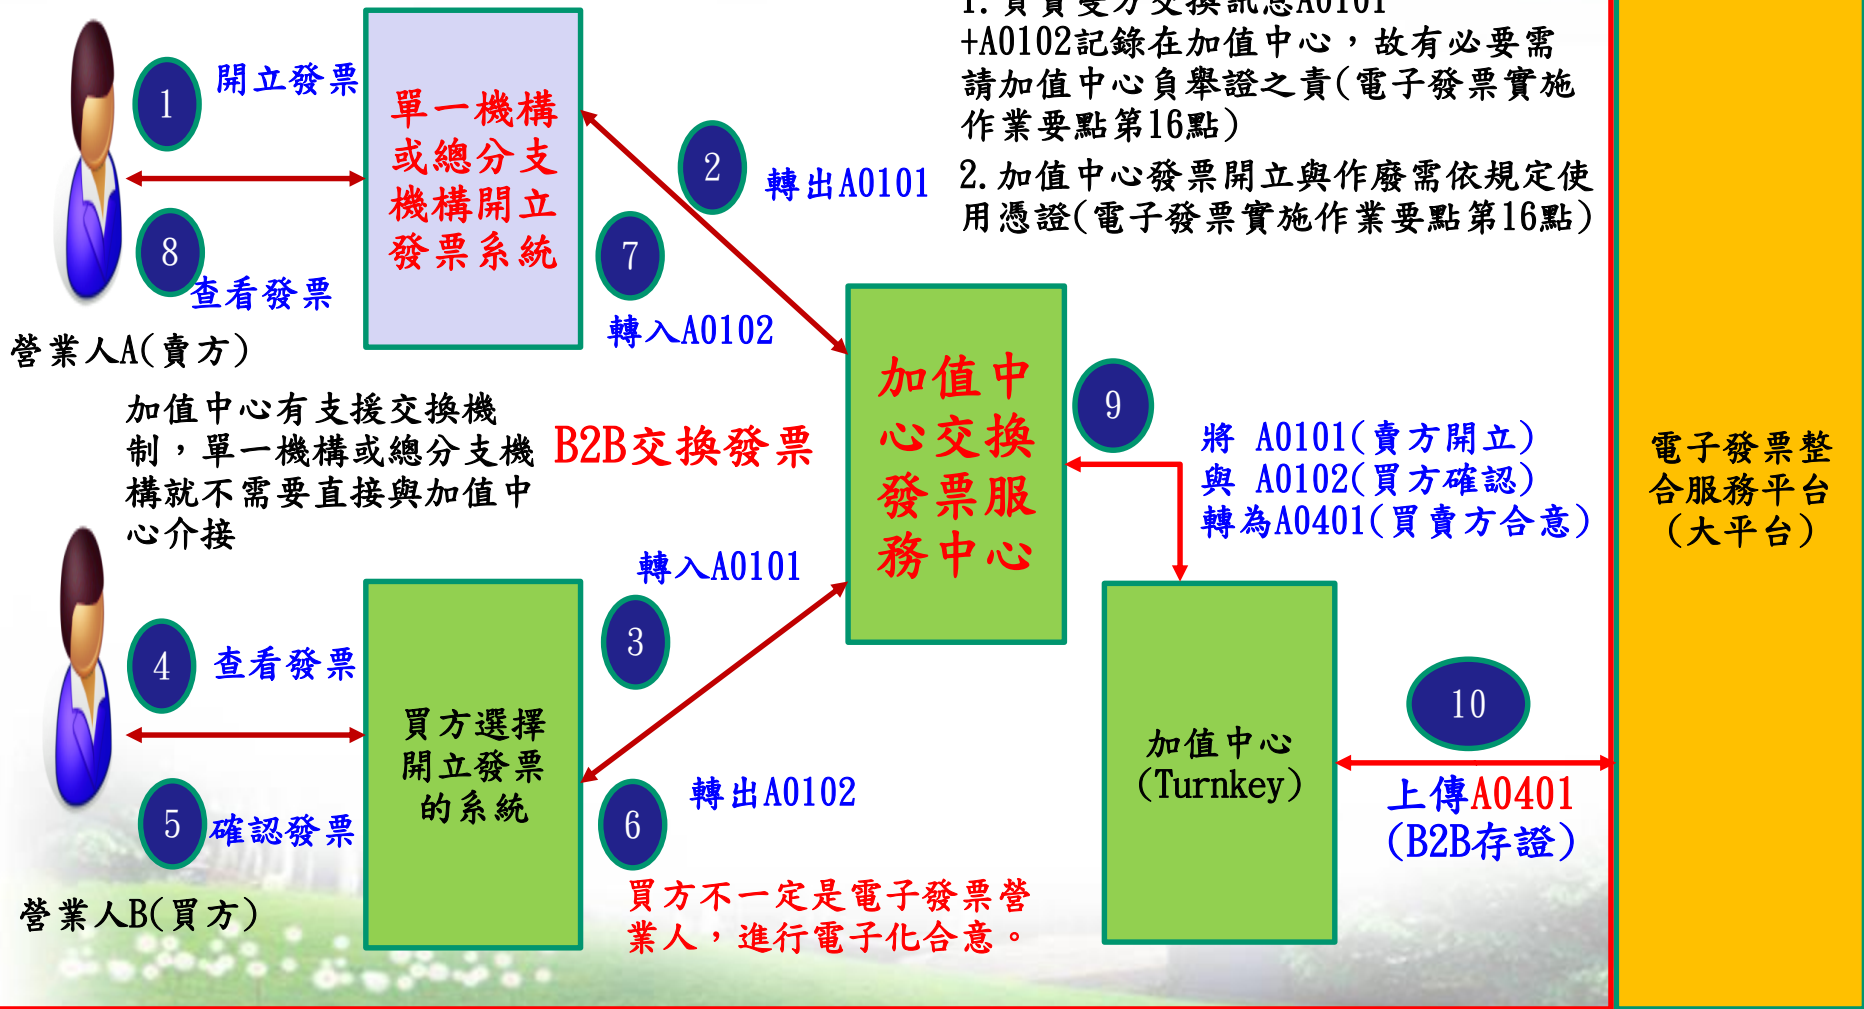 1.買賣雙方交換訊息A0101
+A0102記錄在加值中心，故有必要需
請加值中心負舉證之責(電子發票實施
作業要點第16點)
2.加值中心發票開立與作廢需依規定使
用憑證(電子發票實施作業要點第16點)
1
開立發票
8
查看發票
營業人A(賣方)
單一機構
或總分支
機構開立
發票系統
2
轉出A0101
7
轉入A0102
加值中心有支援交換機
制，單一機構或總分支機
構就不需要直接與加值中
心介接
B2B交換發票
加值中
心交換
發票服
務中心
9
將 A0101(賣方開立)
與 A0102(買方確認)
轉為A0401(買賣方合意)
電子發票整
合服務平台
(大平台)
轉入A0101
3
4
查看發票
5
確認發票
營業人B(買方)
買方選擇
開立發票
的系統
6
轉出A0102
買方不一定是電子發票營
業人，進行電子化合意。
加值中心
(Turnkey)
10
上傳A0401
(B2B存證)